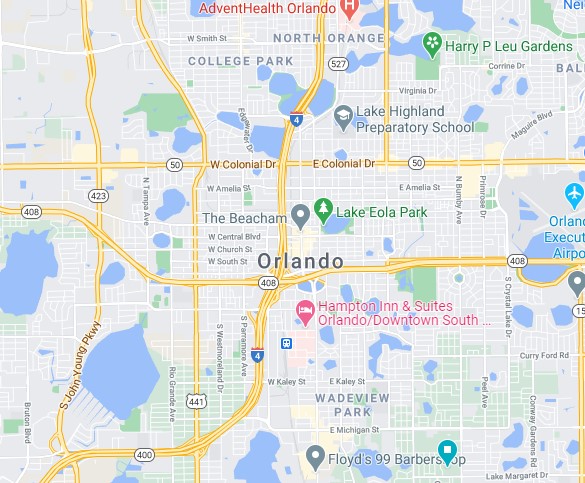 AdventHealth Orlando
W Smith St
NORTH ORANGE
Harry P Leu Gardens
COLLEGE PARK
527
Corrine Dr
BAL
Virginia Dr
4
Edgewater Dr
Lake Highland
Preparatory School
Maguire Blvd
50
W Colonial Dr
E Colonial Dr
50
423
N Tampa Ave
W Amelia St
E Amelia St
N Bumby Ave
Primrose Dr
408
The Beacham
Lake Eola Park
Orland
Execut
Airpo
W Central Blvd
W Church St
W South St
Orlando
408
408
S Crystal Lake Dr
Hampton Inn & Suites
Orlando/Downtown South ...
15
S John Young Pkwy
S Westmoreland Dr
S Parramore Ave
4
Curry Ford Rd
Rio Grande Ave
W Kaley St
E Kaley St
Peel Ave
441
WADEVIEW
PARK
Bruton Blvd
Conway Gardens Rd
E Michigan St
400
Floyd's 99 Barbershop
Lake Margaret Dr